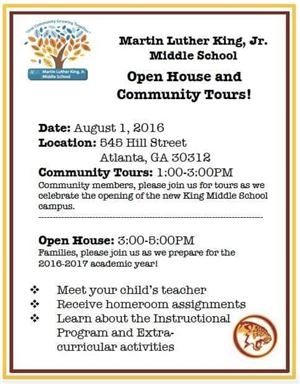 "One Community Growing Together"
Martin Luther King, Jr.
Middle School
Martin Luther King, Jr.
Middle School
Open House and
Community Tours!
Date: August 1, 2016
Location: 545 Hill Street
Atlanta, GA 30312
Community Tours: 1:00-3:00PM
Community members, please join us for tours as we
celebrate the opening of the new King Middle School
campus.
Open House: 3:00-5:00PM
Families, please join us as we prepare for the
2016-2017 academic year!
❖ Meet your child's teacher
❖ Receive homeroom assignments
❖ Learn about the Instructional
Program and Extra-
curricular activities